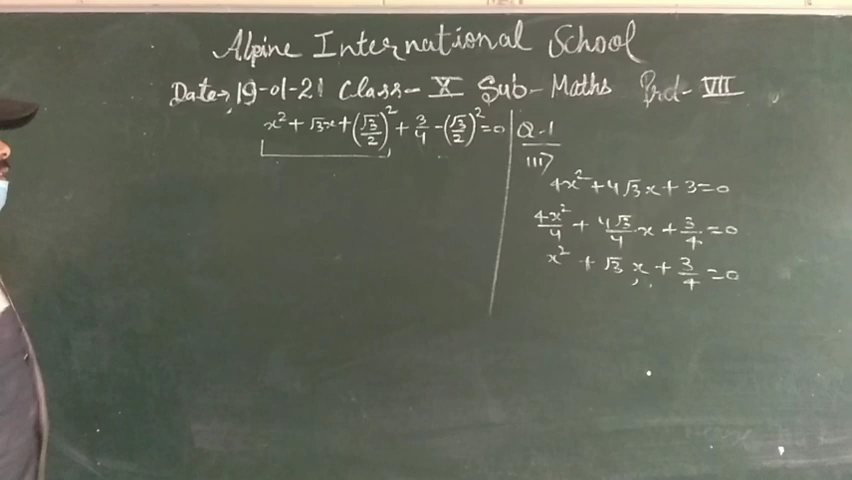 Alpine International School
Date→ 19-01-21 Class- X Sub- Maths Prd- VII
x² + √3x + (√3/2)² + 3/4 - (√3/2)² = 0
Q.1
iii)
4x² + 4√3x + 3 = 0
4x²/4 + 4√3/4 x + 3/4 = 0
x² + √3 x + 3/4 = 0